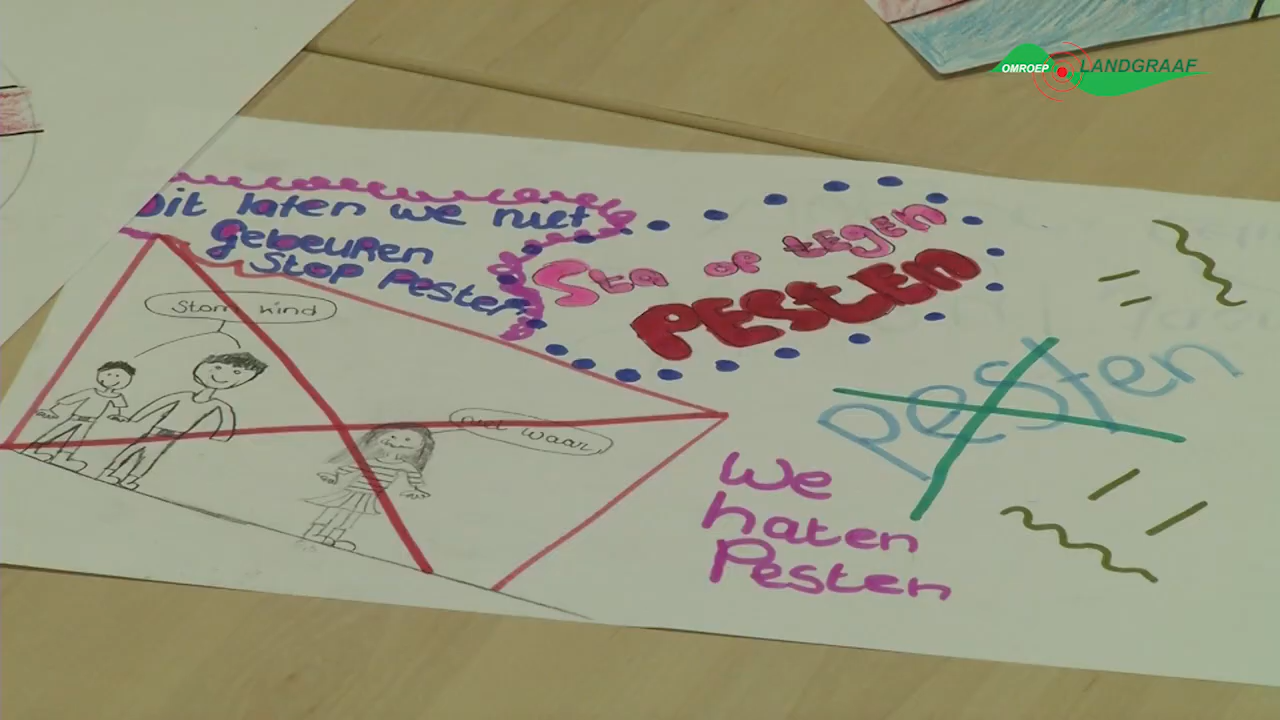 OMROEP LANDGRAAF
Dit laten we niet
gebeuren
Stop Pesten
Sta op tegen
PESTEN
Stom kind
niet waar
Pesten
We
haten
Pesten